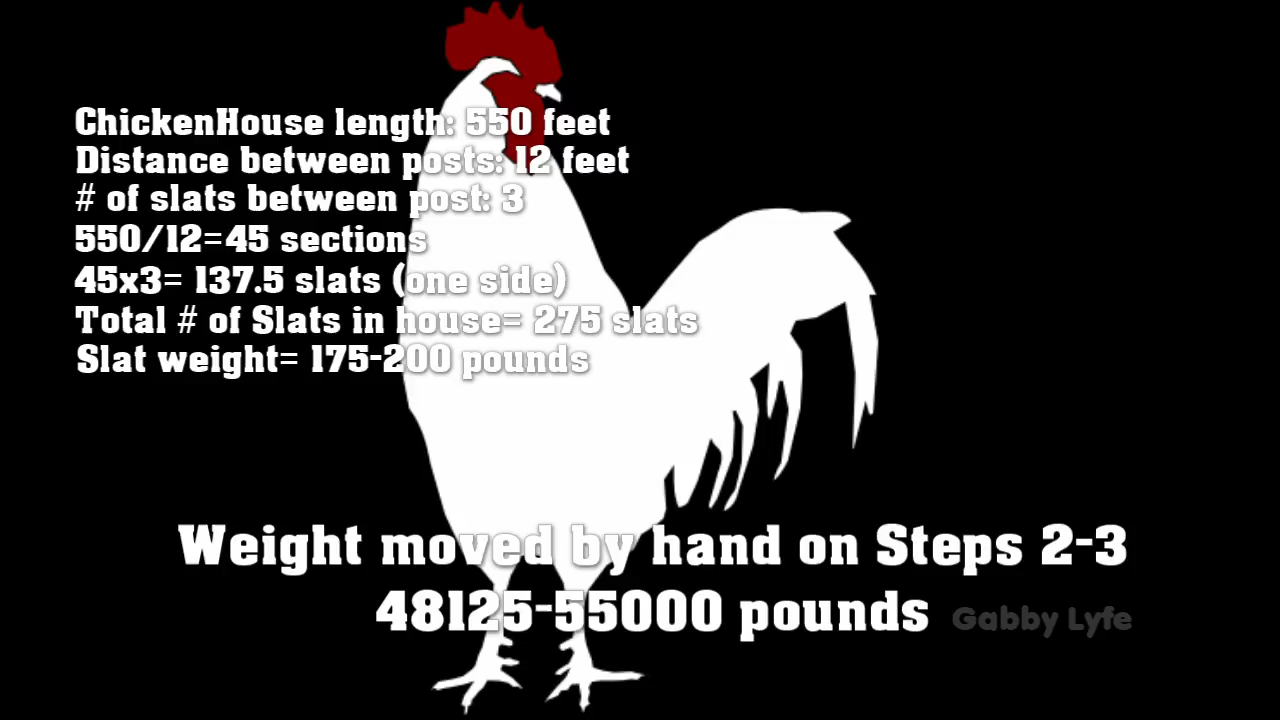 ChickenHouse length: 550 feet
Distance between posts: 12 feet
# of slats between post: 3
550/12=45 sections
45x3= 137.5 slats (one side)
Total # of Slats in house= 275 slats
Slat weight= 175-200 pounds
Weight moved by hand on Steps 2-3
48125-55000 pounds
Gabby Lyfe